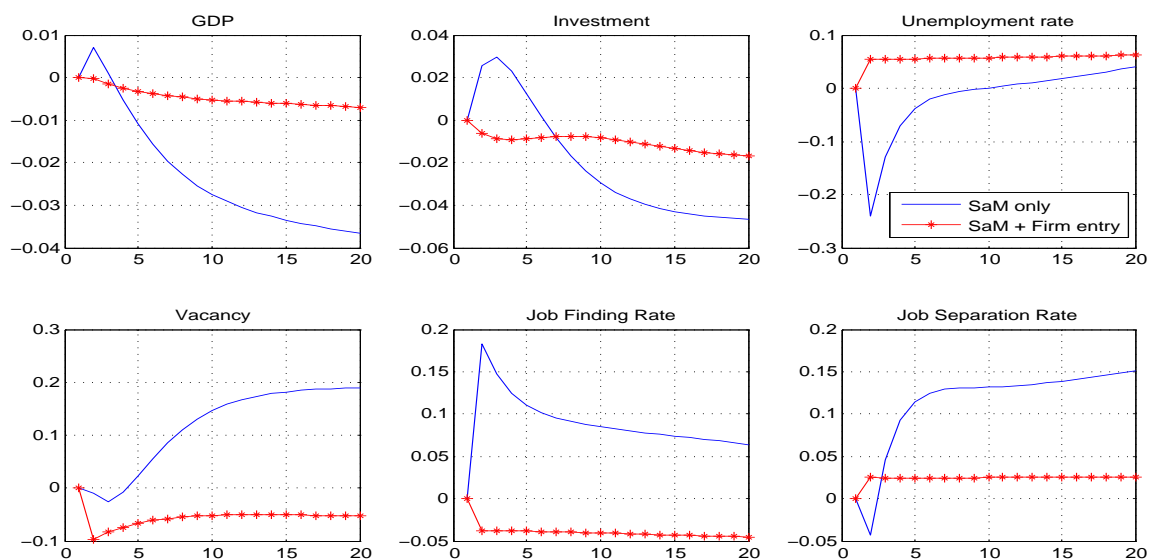 GDP
0.01
0
−0.01
−0.02
−0.03
−0.04
0 5 10 15 20
Investment
0.04
0.02
0
−0.02
−0.04
−0.06
0 5 10 15 20
Unemployment rate
0.1
0
−0.1
−0.2
−0.3
0 5 10 15 20
SaM only
SaM + Firm entry
Vacancy
0.3
0.2
0.1
0
−0.1
0 5 10 15 20
Job Finding Rate
0.2
0.15
0.1
0.05
0
−0.05
0 5 10 15 20
Job Separation Rate
0.2
0.15
0.1
0.05
0
−0.05
0 5 10 15 20